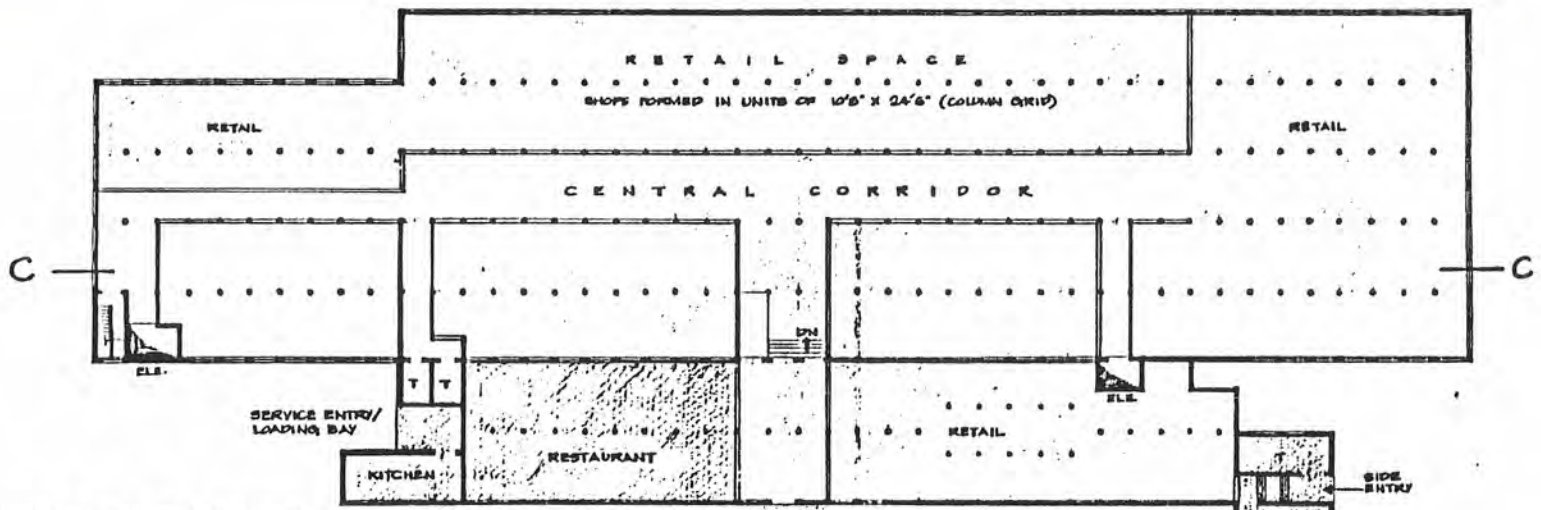 RETAIL SPACE
SHOPS FORMED IN UNITS OF 10'8" X 24'6" (COLUMN GRID)
RETAIL
RETAIL
CENTRAL CORRIDOR
C
C
DN
ELE.
T T
ELE.
SERVICE ENTRY/
LOADING BAY
RETAIL
RESTAURANT
KITCHEN
SIDE
ENTRY